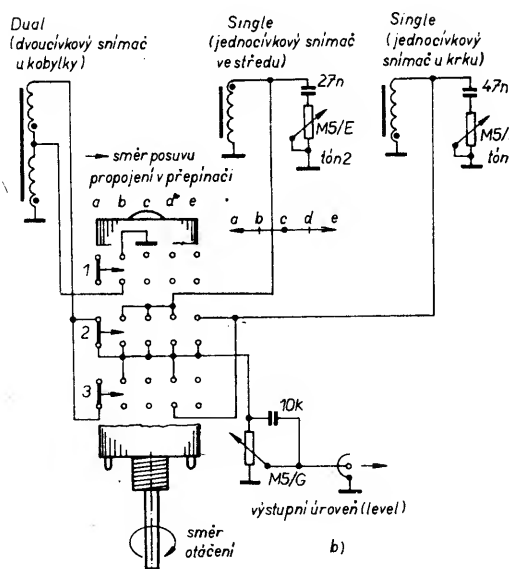 Dual
(dvoucívkový snímač
u kobylky)
Single
(jednocívkový snímač
ve středu)
Single
(jednocívkový
snímač u krku)
27n
M5/E
tón2
47n
M5/
tón
směr posuvu
propojení v přepínači
a b c d e
a b c d e
1
2
3
10k
M5/G
výstupní úroveň (level)
směr
otáčení
b)